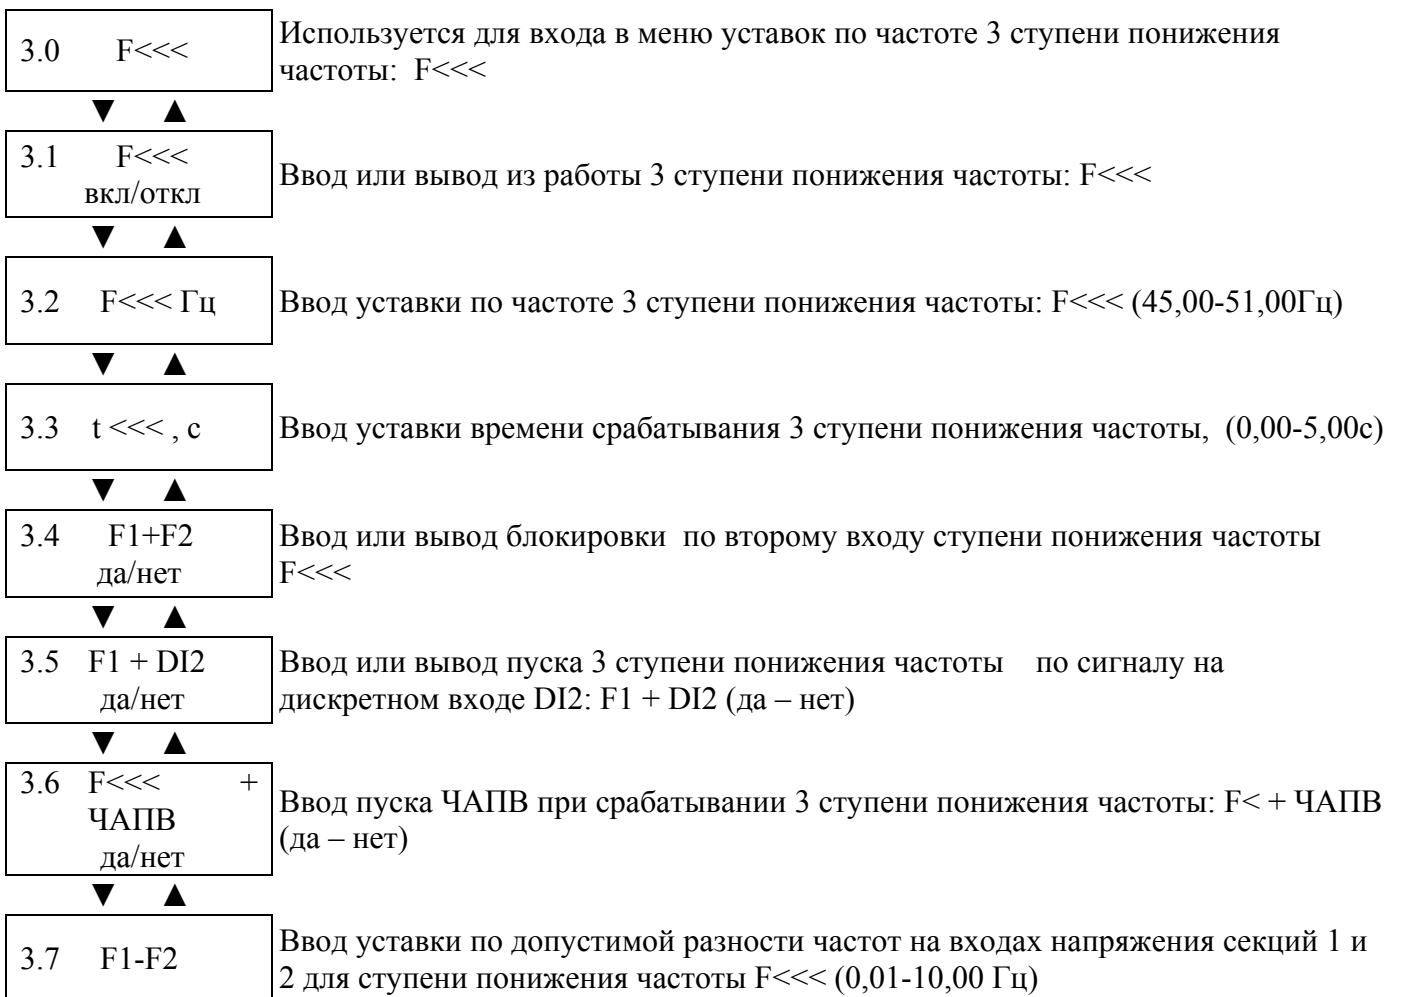 3.0 F<<<
Используется для входа в меню уставок по частоте 3 ступени понижения
частоты: F<<<
▼ ▲
3.1 F<<<
вкл/откл
Ввод или вывод из работы 3 ступени понижения частоты: F<<<
▼ ▲
3.2 F<<< Гц
Ввод уставки по частоте 3 ступени понижения частоты: F<<< (45,00-51,00Гц)
▼ ▲
3.3 t <<< , с
Ввод уставки времени срабатывания 3 ступени понижения частоты, (0,00-5,00с)
▼ ▲
3.4 F1+F2
да/нет
Ввод или вывод блокировки по второму входу ступени понижения частоты
F<<<
▼ ▲
3.5 F1 + DI2
да/нет
Ввод или вывод пуска 3 ступени понижения частоты по сигналу на
дискретном входе DI2: F1 + DI2 (да – нет)
▼ ▲
3.6 F<<< +
ЧАПВ
да/нет
Ввод пуска ЧАПВ при срабатывании 3 ступени понижения частоты: F< + ЧАПВ
(да – нет)
▼ ▲
3.7 F1-F2
Ввод уставки по допустимой разности частот на входах напряжения секций 1 и
2 для ступени понижения частоты F<<< (0,01-10,00 Гц)